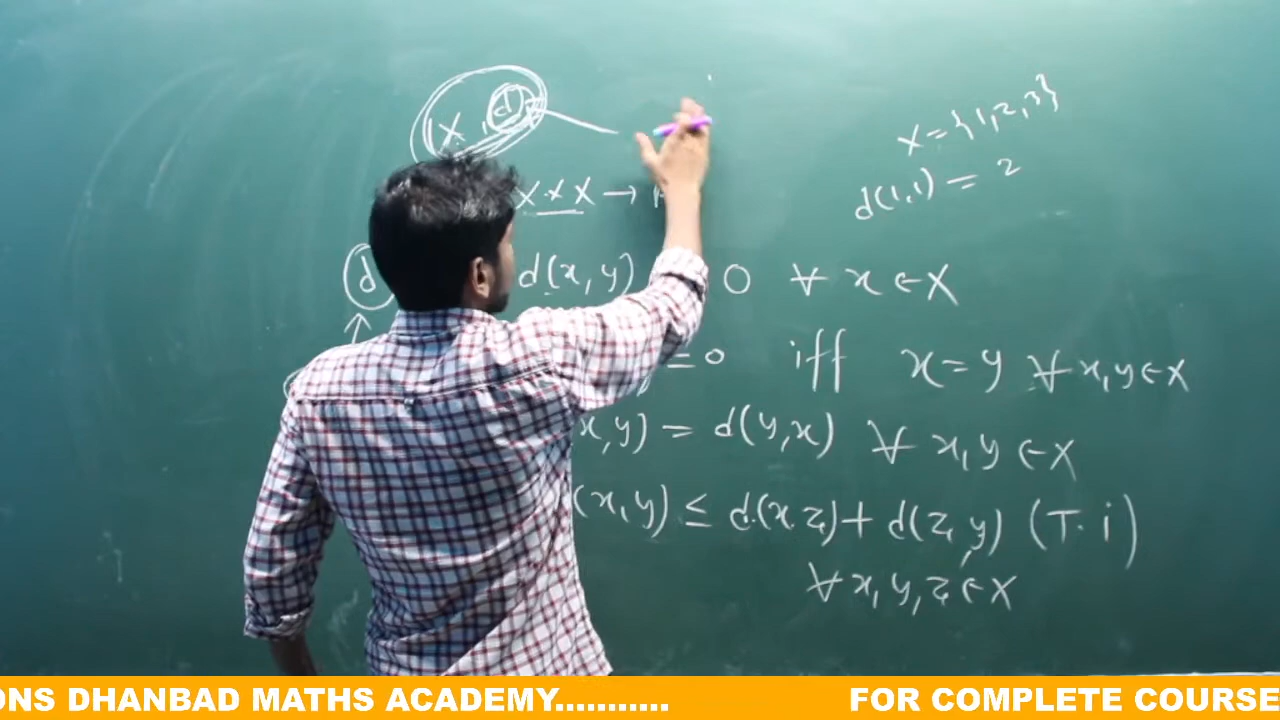 (X, d)
X = {1,2,3}
X × X →
d(1,1) = 2
d
d(x, y) 0 ∀ x ∈ X
= 0 iff x = y ∀ x, y ∈ X
x,y) = d(y,x) ∀ x, y ∈ X
(x,y) ≤ d(x.z) + d(z,y) (T. i)
∀ x, y, z ∈ X
ONS DHANBAD MATHS ACADEMY........... FOR COMPLETE COURSE